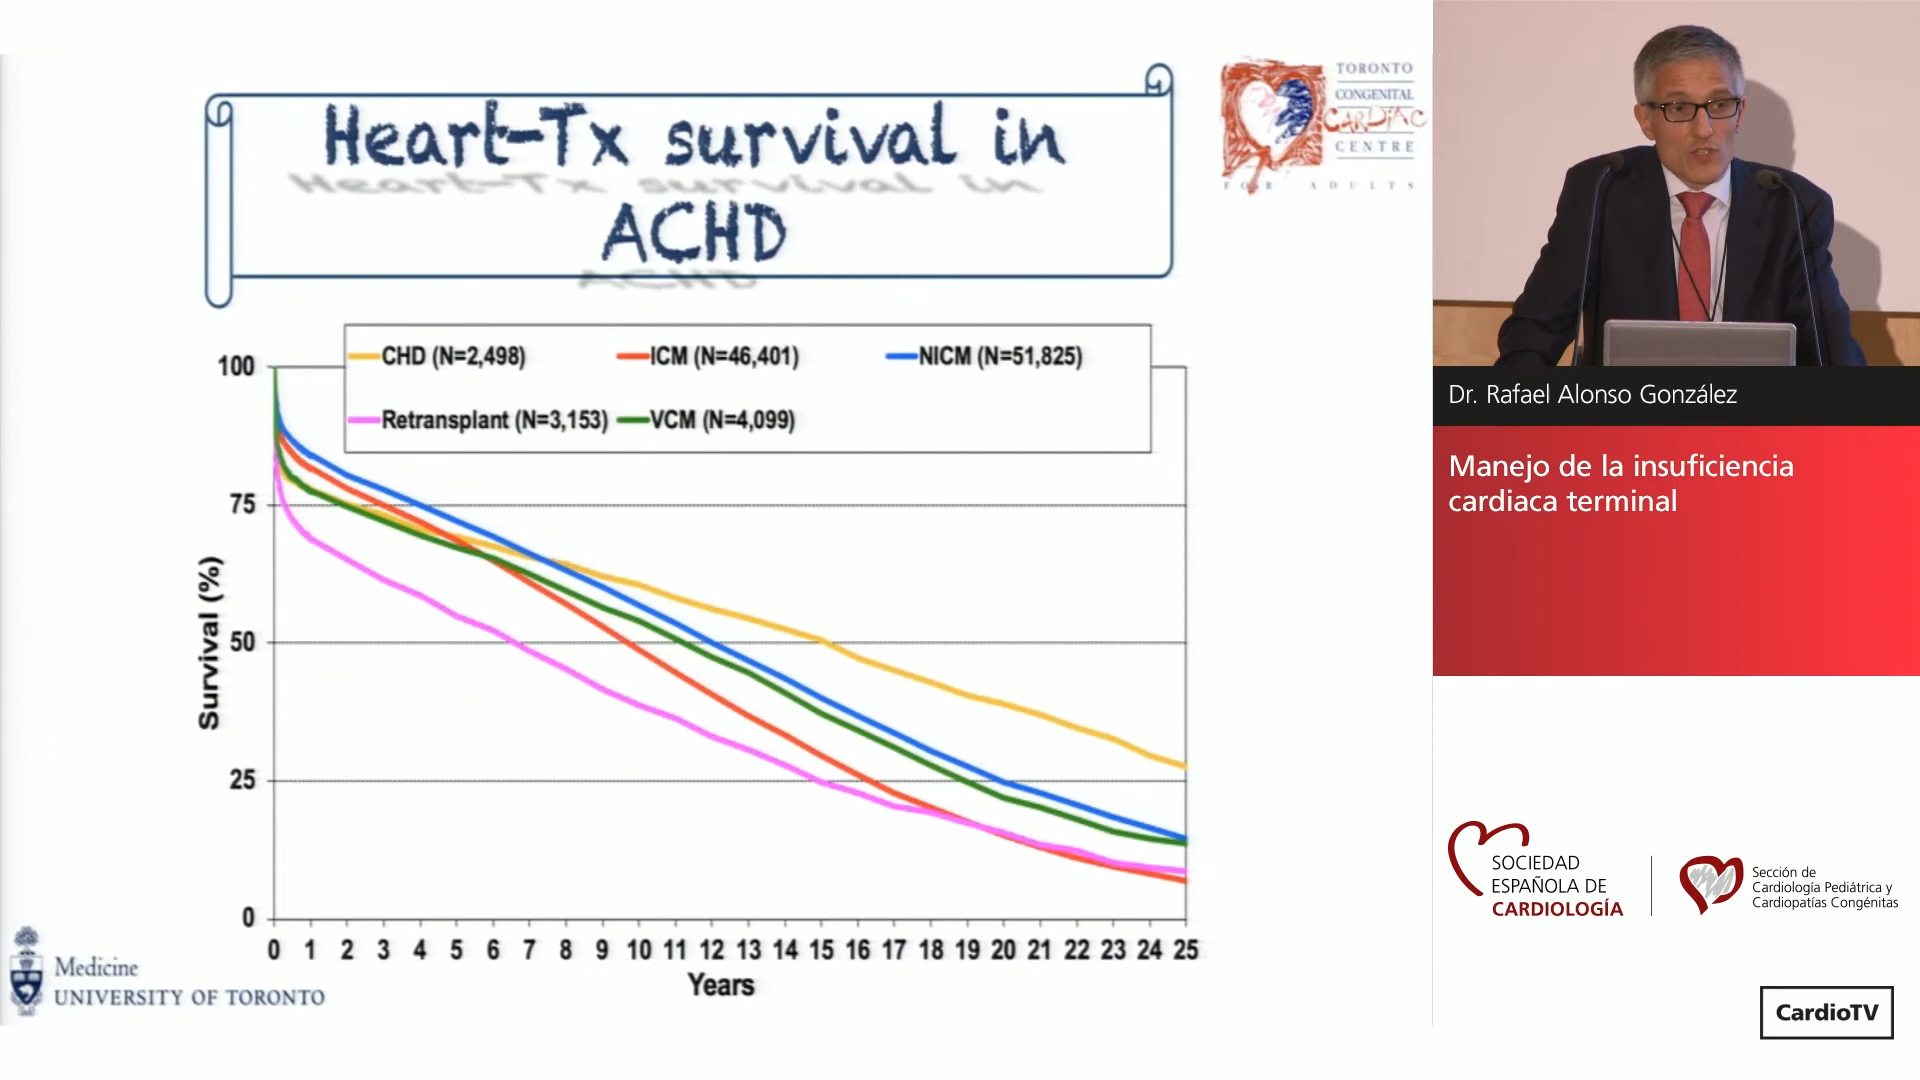 Heart-Tx survival in
ACHD
TORONTO
CONGENITAL
CARDIAC
CENTRE
FOR ADULTS
CHD (N=2,498)
ICM (N=46,401)
NICM (N=51,825)
Retransplant (N=3,153)
VCM (N=4,099)
100
75
50
25
0
Survival (%)
0 1 2 3 4 5 6 7 8 9 10 11 12 13 14 15 16 17 18 19 20 21 22 23 24 25
Years
Medicine
UNIVERSITY OF TORONTO
Dr. Rafael Alonso González
Manejo de la insuficiencia
cardiaca terminal
SOCIEDAD
ESPAÑOLA DE
CARDIOLOGÍA
Sección de
Cardiología Pediátrica y
Cardiopatías Congénitas
CardioTV